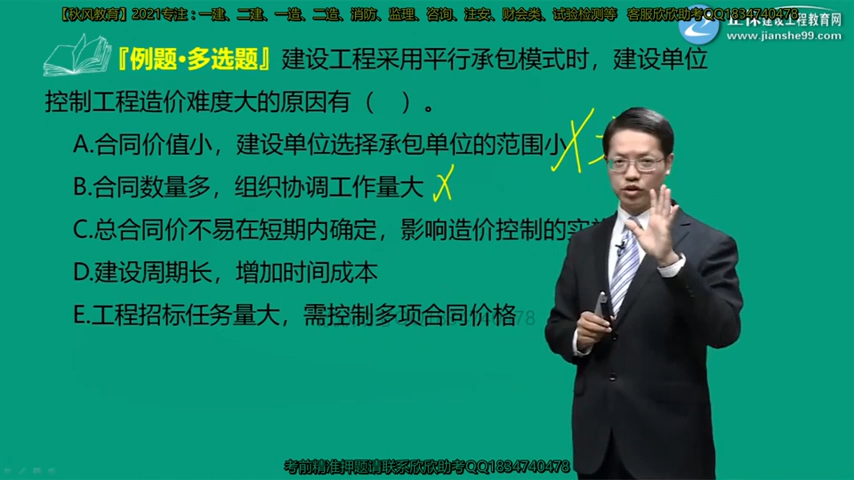 【秋风教育】2021专注：一建、二建、一造、二造、消防、监理、咨询、注安、财会类、试验检测等 客服欣欣助考QQ1834740478
建设工程教育网
www.jianshe99.com
『例题·多选题』建设工程采用平行承包模式时，建设单位
控制工程造价难度大的原因有（ ）。
A.合同价值小，建设单位选择承包单位的范围小
B.合同数量多，组织协调工作量大
C.总合同价不易在短期内确定，影响造价控制的实
D.建设周期长，增加时间成本
E.工程招标任务量大，需控制多项合同价格
考前精准押题请联系欣欣助考QQ1834740478